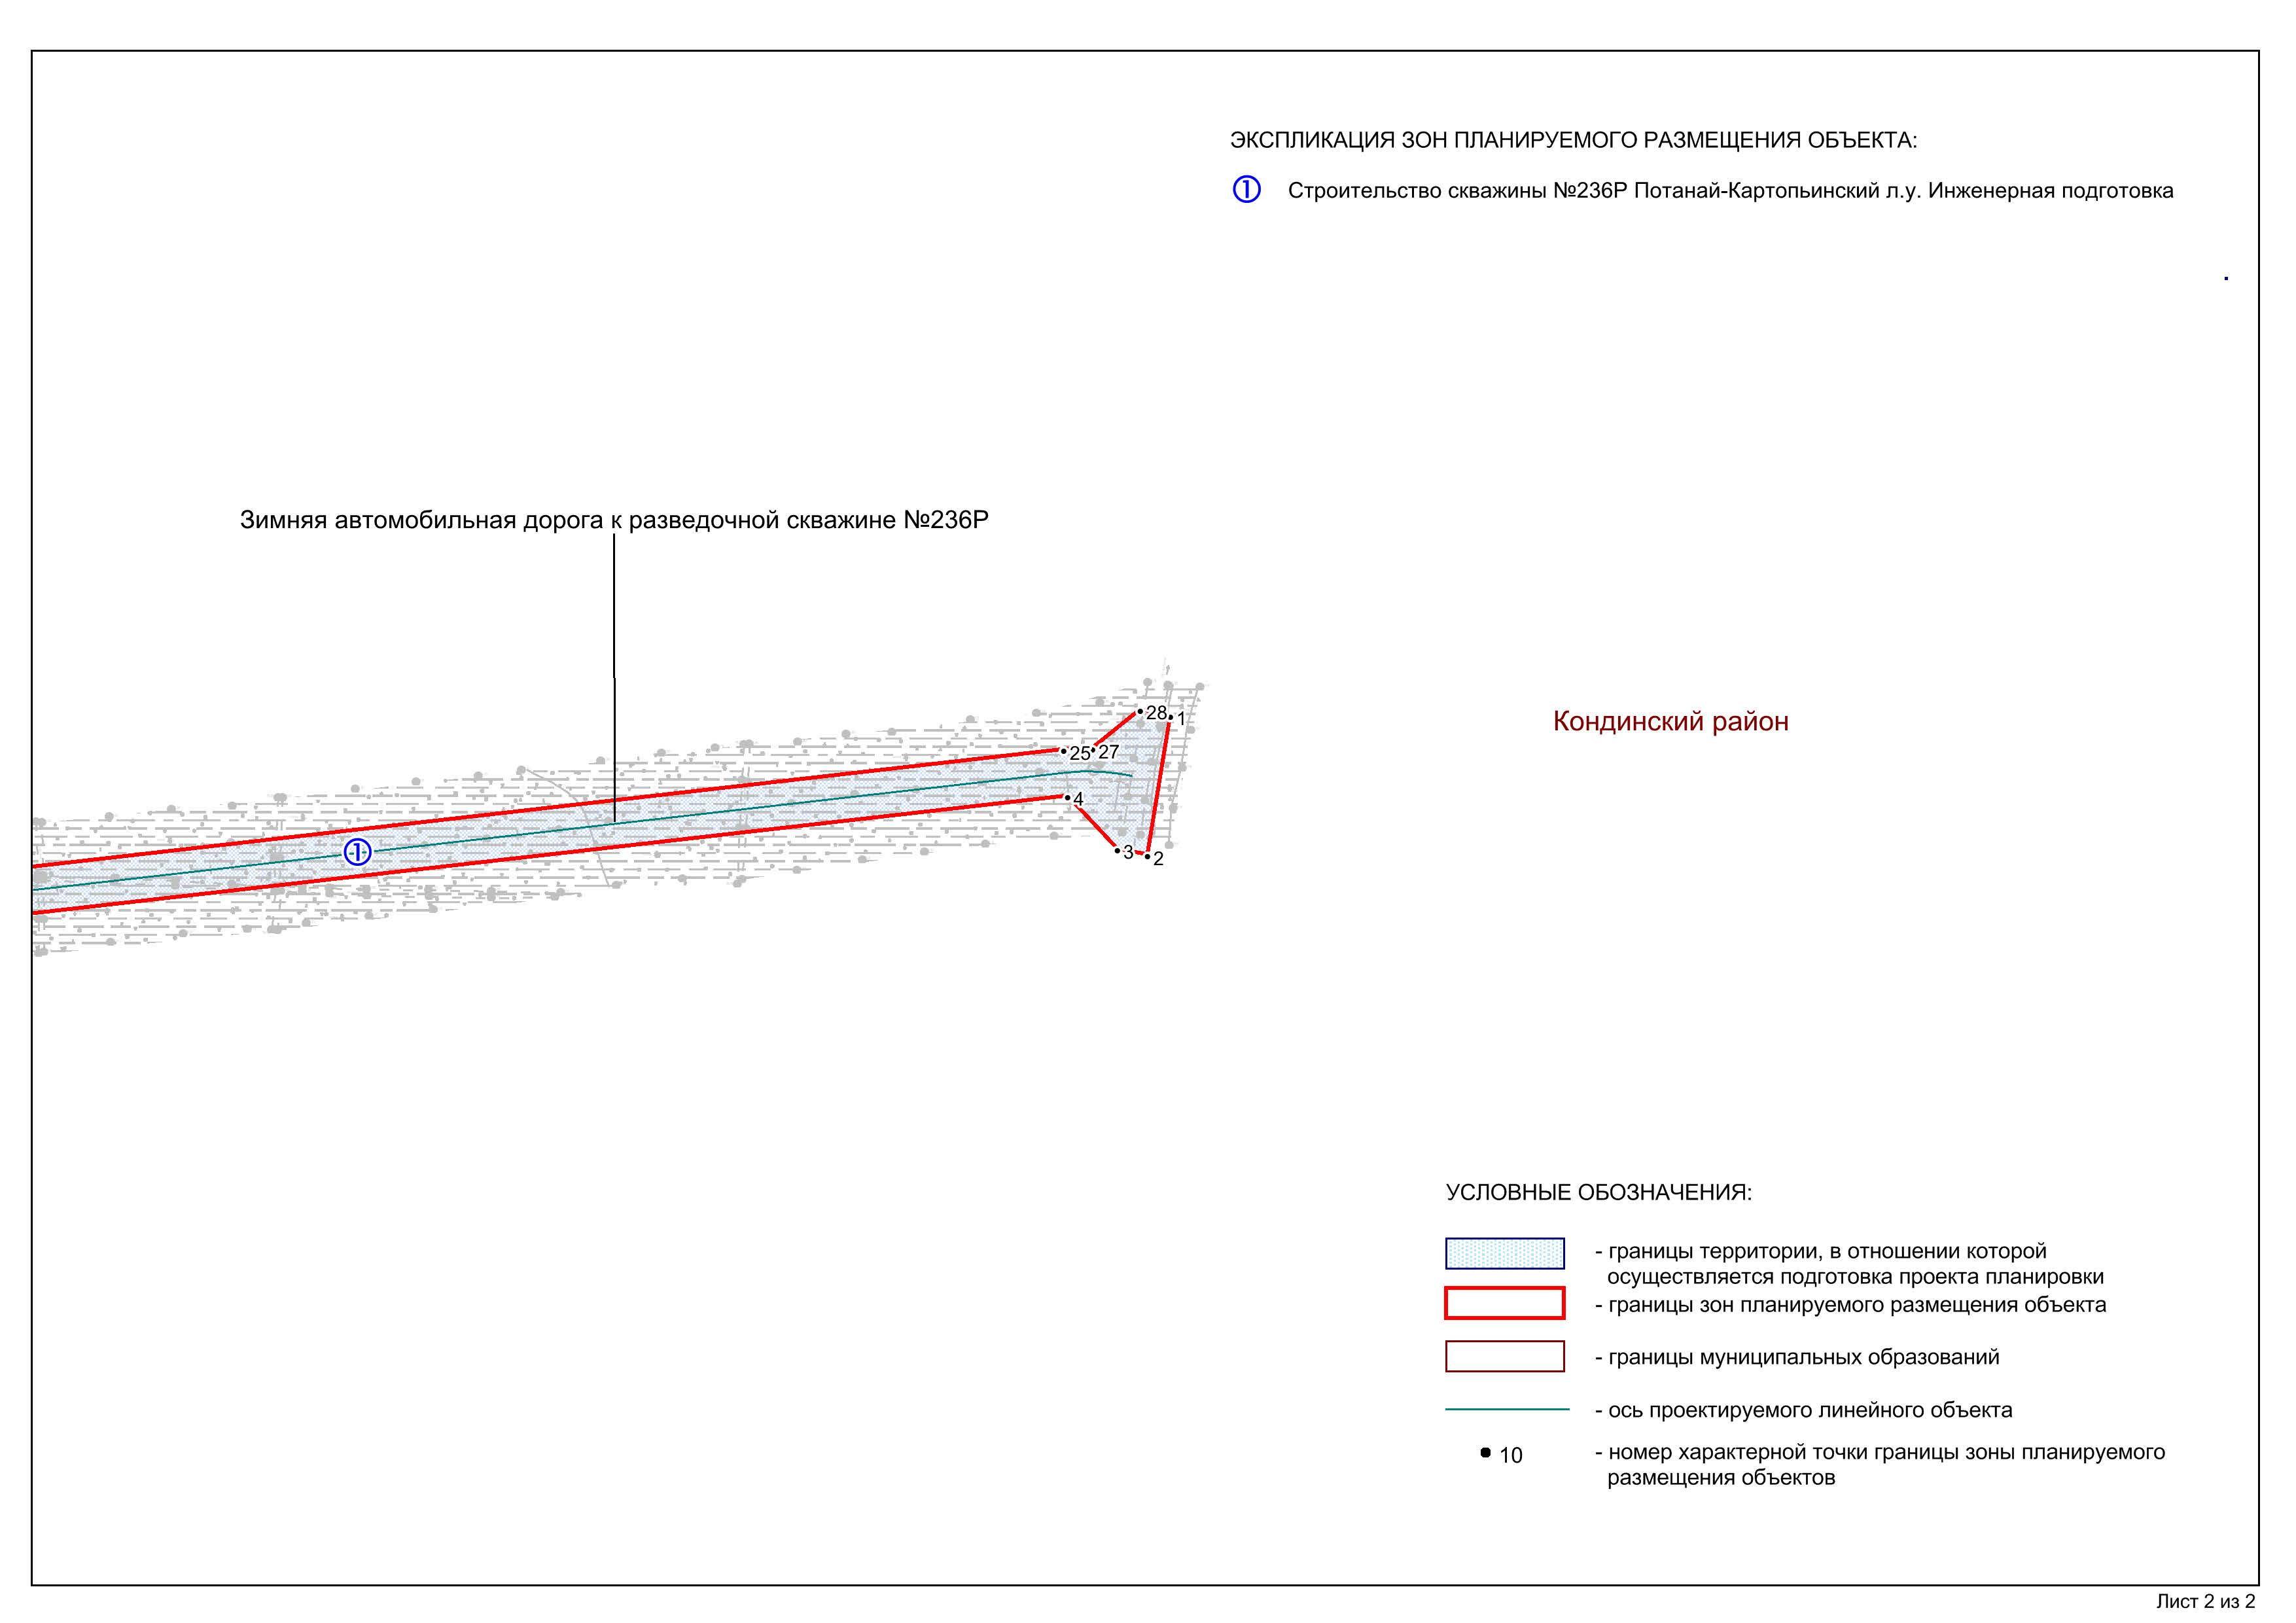 ЭКСПЛИКАЦИЯ ЗОН ПЛАНИРУЕМОГО РАЗМЕЩЕНИЯ ОБЪЕКТА:
1 Строительство скважины №236Р Потанай-Картопьинский л.у. Инженерная подготовка
Зимняя автомобильная дорога к разведочной скважине №236Р
28 1
25 27
4
3 2
1
Кондинский район
УСЛОВНЫЕ ОБОЗНАЧЕНИЯ:
- границы территории, в отношении которой
осуществляется подготовка проекта планировки
- границы зон планируемого размещения объекта
- границы муниципальных образований
- ось проектируемого линейного объекта
10 - номер характерной точки границы зоны планируемого
размещения объектов
Лист 2 из 2